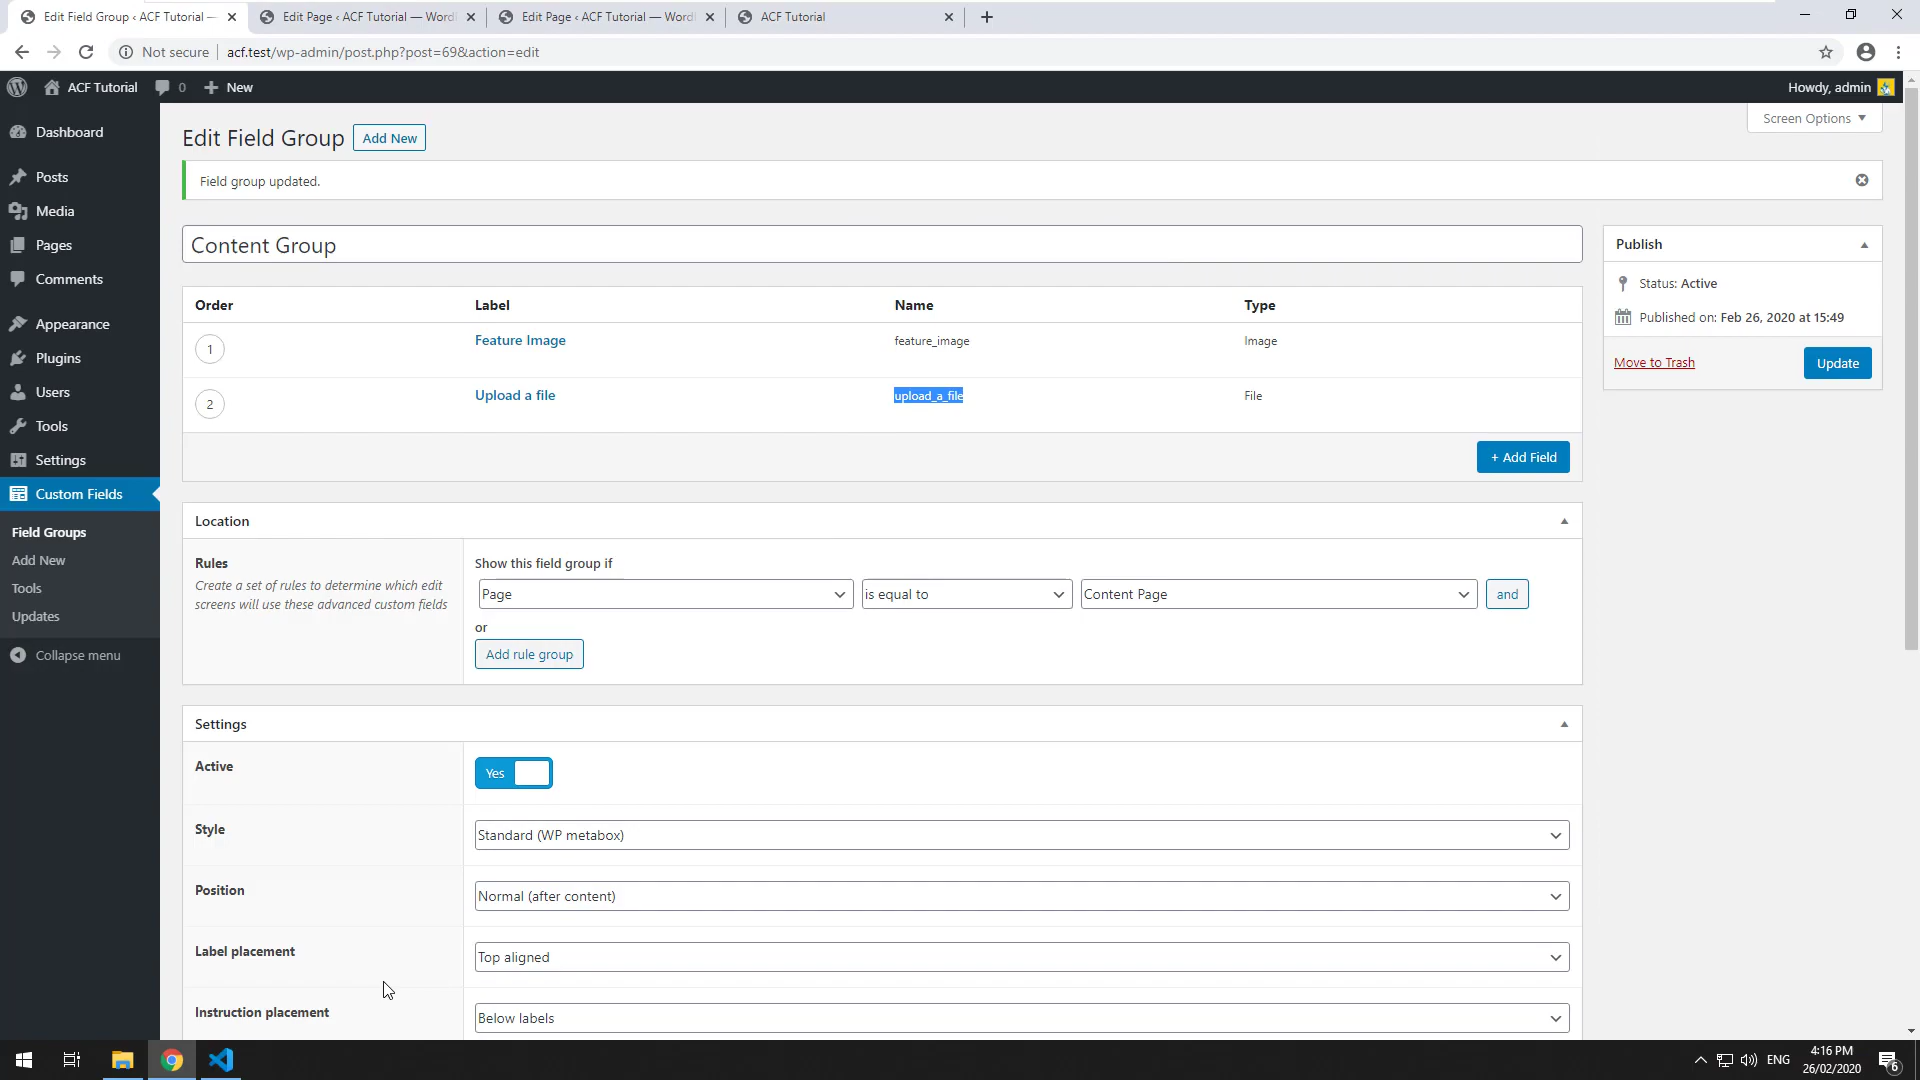 Edit Field Group ‹ ACF Tutorial —
Edit Page ‹ ACF Tutorial — Word
Edit Page ‹ ACF Tutorial — Word
ACF Tutorial
Not secure
acf.test/wp-admin/post.php?post=69&action=edit
ACF Tutorial
0
New
Howdy, admin
Screen Options
Dashboard
Posts
Media
Pages
Comments
Appearance
Plugins
Users
Tools
Settings
Custom Fields
Field Groups
Add New
Tools
Updates
Collapse menu
Edit Field Group
Add New
Field group updated.
Content Group
Order
Label
Name
Type
1
Feature Image
feature_image
Image
2
Upload a file
upload_a_file
File
+ Add Field
Publish
Status: Active
Published on: Feb 26, 2020 at 15:49
Move to Trash
Update
Location
Rules
Create a set of rules to determine which edit
screens will use these advanced custom fields
Show this field group if
Page
is equal to
Content Page
and
or
Add rule group
Settings
Active
Yes
Style
Standard (WP metabox)
Position
Normal (after content)
Label placement
Top aligned
Instruction placement
Below labels
ENG
4:16 PM
26/02/2020
6